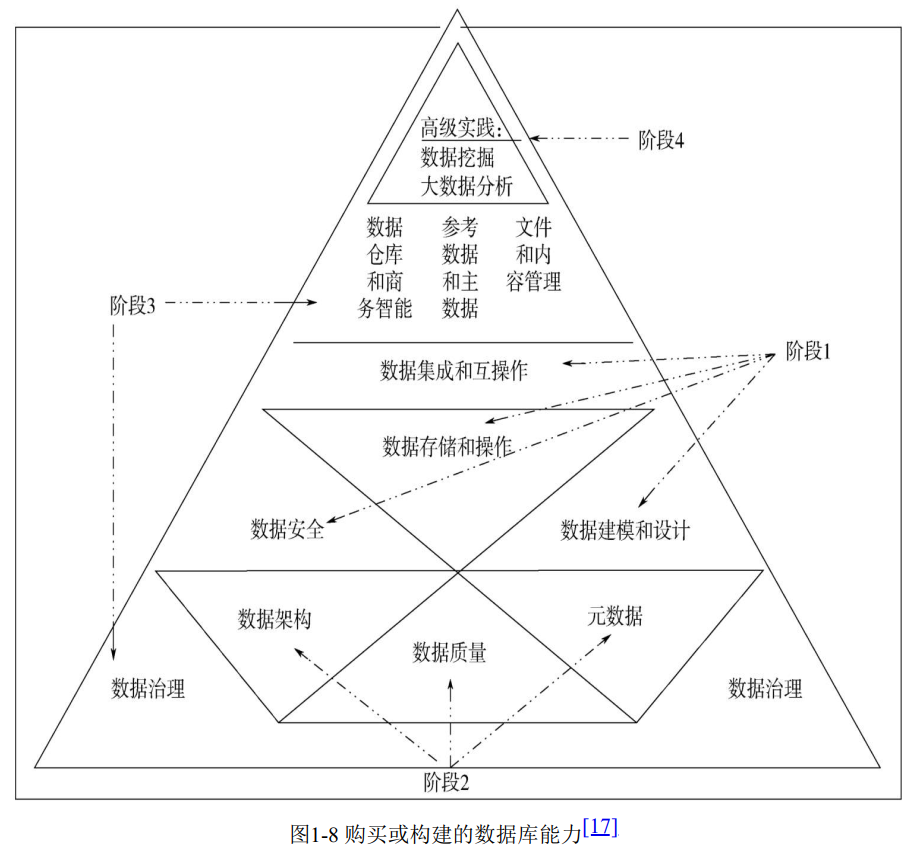 高级实践：
数据挖掘
大数据分析
阶段4
数据
仓库
和商
务智能
参考
数据
和主
数据
文件
和内
容管理
阶段3
阶段1
数据集成和互操作
数据存储和操作
数据安全
数据建模和设计
数据架构
元数据
数据质量
数据治理
数据治理
阶段2
图1-8 购买或构建的数据库能力[17]